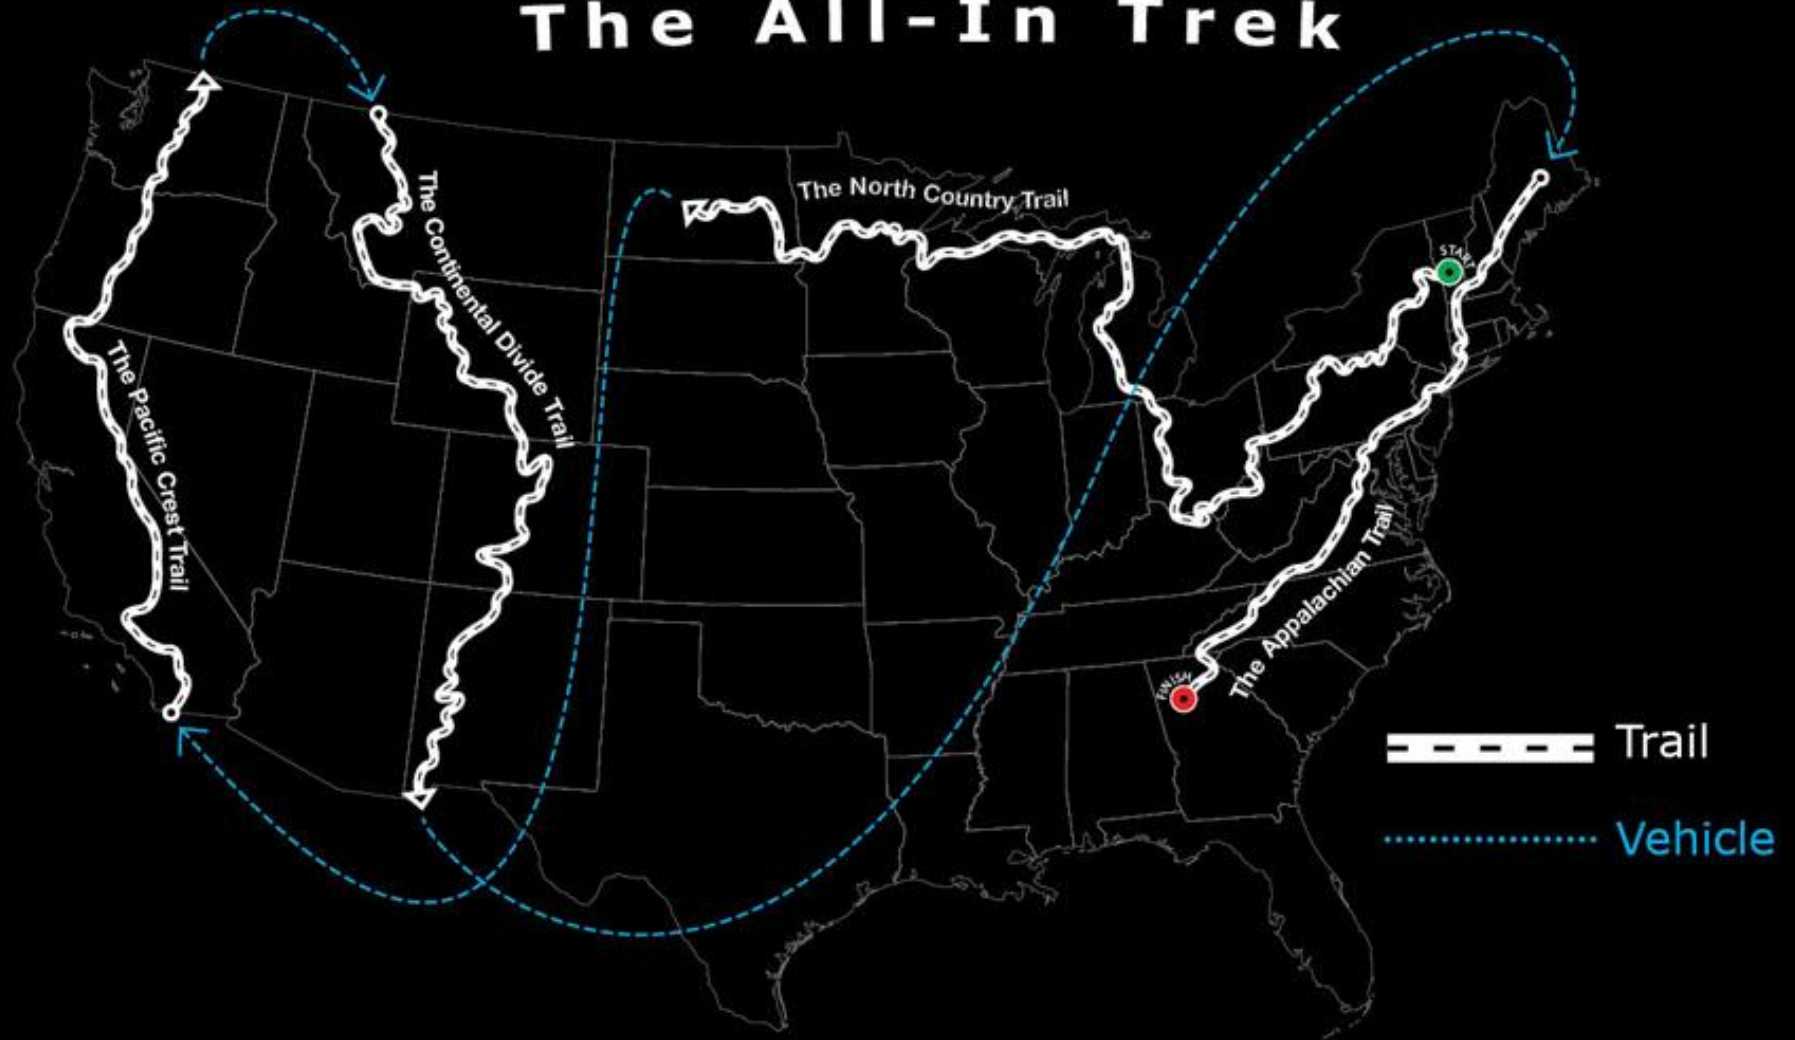 The All-In Trek
The North Country Trail
The Continental Divide Trail
The Pacific Crest Trail
START
The Appalachian Trail
FINISH
Trail
Vehicle